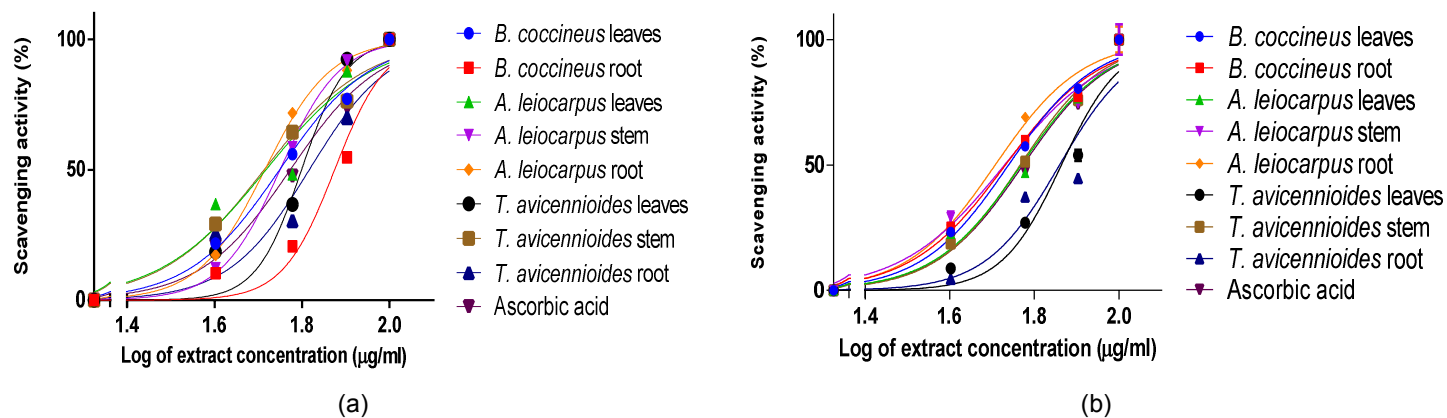 Scavenging activity (%)
100
50
0
1.4
1.6
1.8
2.0
Log of extract concentration (μg/ml)
B. coccineus leaves
B. coccineus root
A. leiocarpus leaves
A. leiocarpus stem
A. leiocarpus root
T. avicennioides leaves
T. avicennioides stem
T. avicennioides root
Ascorbic acid
(a)
Scavenging activity (%)
100
50
0
1.4
1.6
1.8
2.0
Log of extract concentration (μg/ml)
B. coccineus leaves
B. coccineus root
A. leiocarpus leaves
A. leiocarpus stem
A. leiocarpus root
T. avicennioides leaves
T. avicennioides stem
T. avicennioides root
Ascorbic acid
(b)